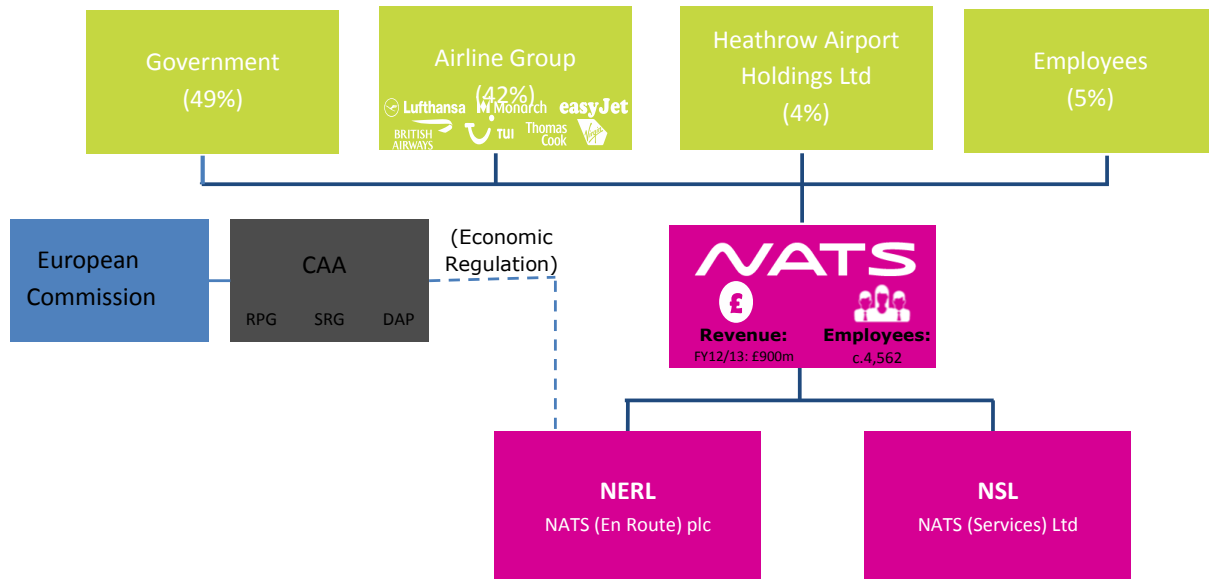 Government
(49%)
Airline Group
(42%)
Lufthansa Monarch easyJet
BRITISH
AIRWAYS
TUI
Thomas
Cook
Virgin
Heathrow Airport
Holdings Ltd
(4%)
Employees
(5%)
European
Commission
CAA
RPG SRG DAP
(Economic
Regulation)
NATS
£
Revenue:
FY12/13: £900m
Employees:
c.4,562
NERL
NATS (En Route) plc
NSL
NATS (Services) Ltd